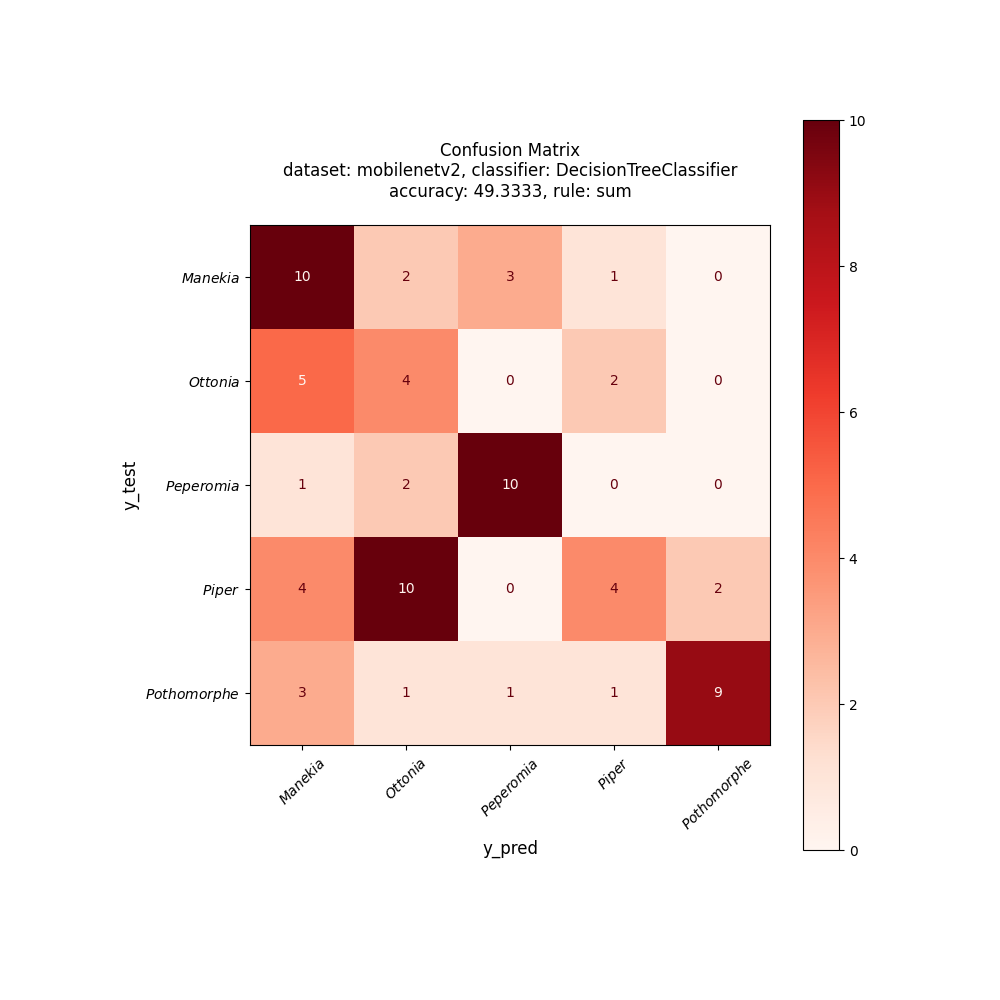 Confusion Matrix
dataset: mobilenetv2, classifier: DecisionTreeClassifier
accuracy: 49.3333, rule: sum
y_test
Manekia 10 2 3 1 0
Ottonia 5 4 0 2 0
Peperomia 1 2 10 0 0
Piper 4 10 0 4 2
Pothomorphe 3 1 1 1 9
Manekia Ottonia Peperomia Piper Pothomorphe
y_pred
10
8
6
4
2
0